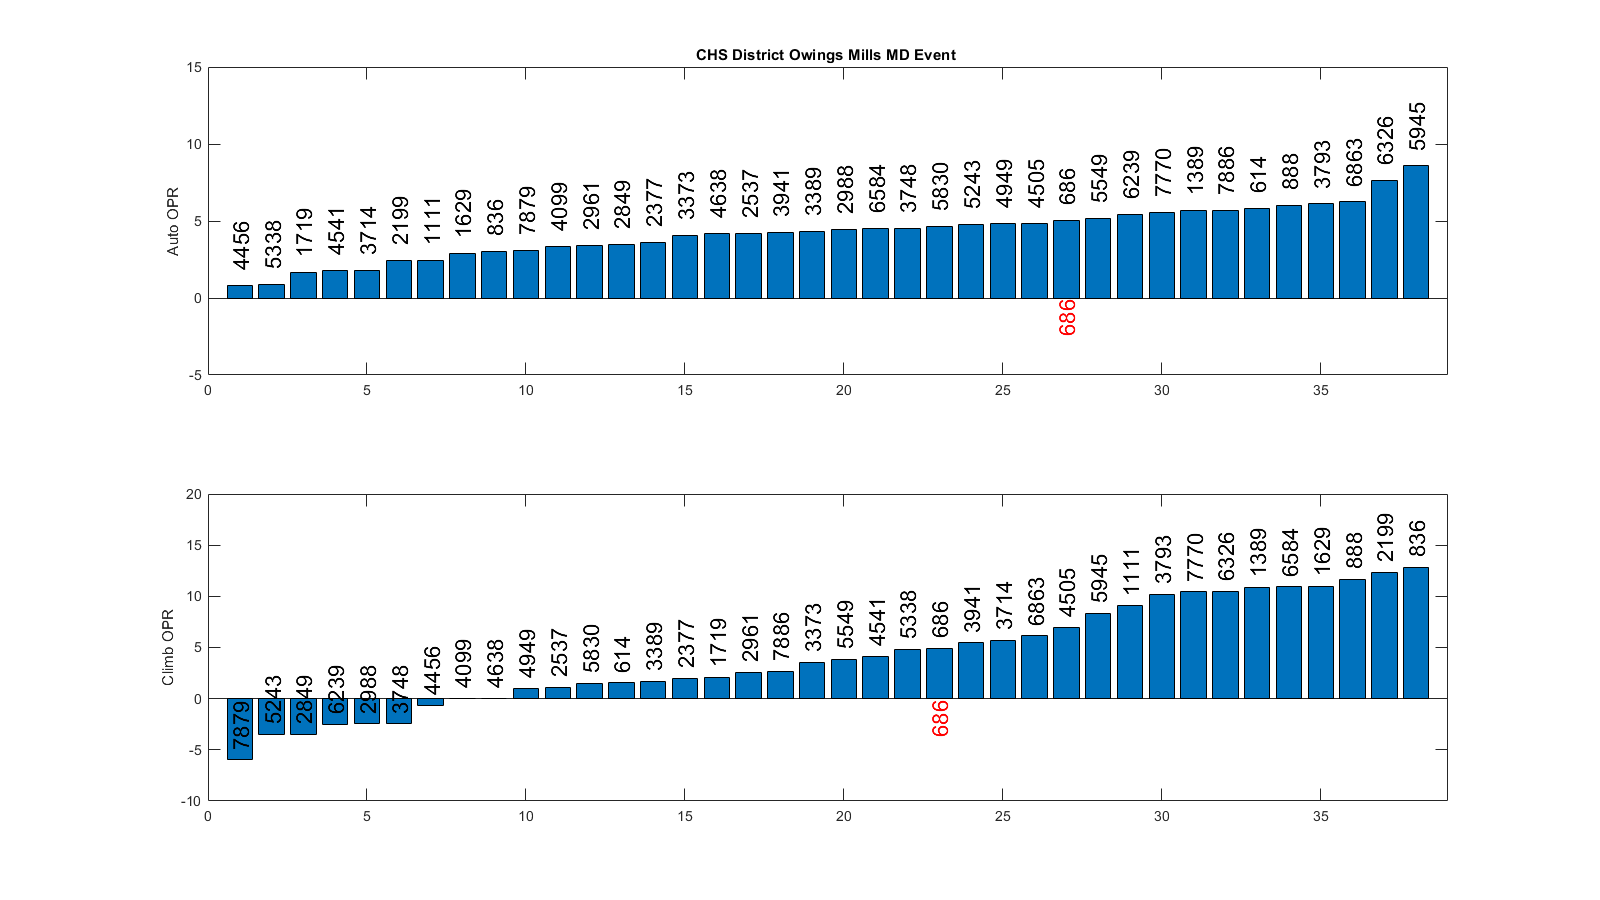 CHS District Owings Mills MD Event
15
10
5
0
-5
Auto OPR
4456 5338 1719 4541 3714 2199 1111 1629 836 7879 4099 2961 2849 2377 3373 4638 2537 3941 3389 2988 6584 3748 5830 5243 4949 4505 686 5549 6239 7770 1389 7886 614 888 3793 6863 6326 5945
686
0 5 10 15 20 25 30 35
20
15
10
5
0
-5
-10
Climb OPR
7879 5243 2849 6239 2988 3748 4456 4099 4638 4949 2537 5830 614 3389 2377 1719 2961 7886 3373 5549 4541 5338 686 3941 3714 6863 4505 5945 1111 3793 7770 6326 1389 6584 1629 888 2199 836
686
0 5 10 15 20 25 30 35